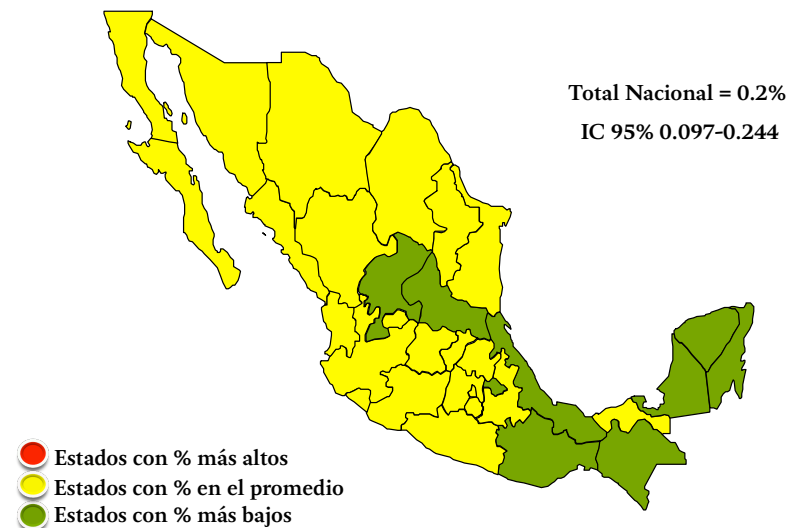 Total Nacional = 0.2%
IC 95% 0.097-0.244
Estados con % más altos
Estados con % en el promedio
Estados con % más bajos